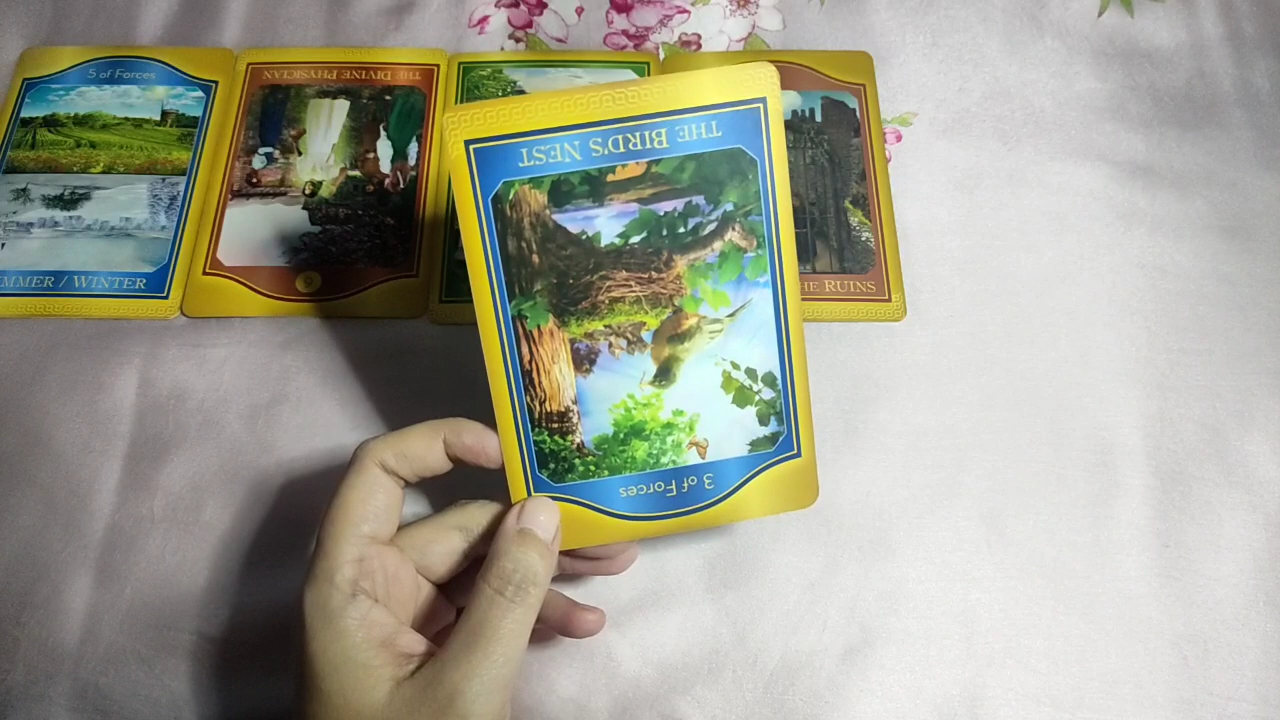 5 of Forces
THE DIVINE PHYSICIAN
THE BIRD'S NEST
3 of Forces
MMER / WINTER
HE RUINS